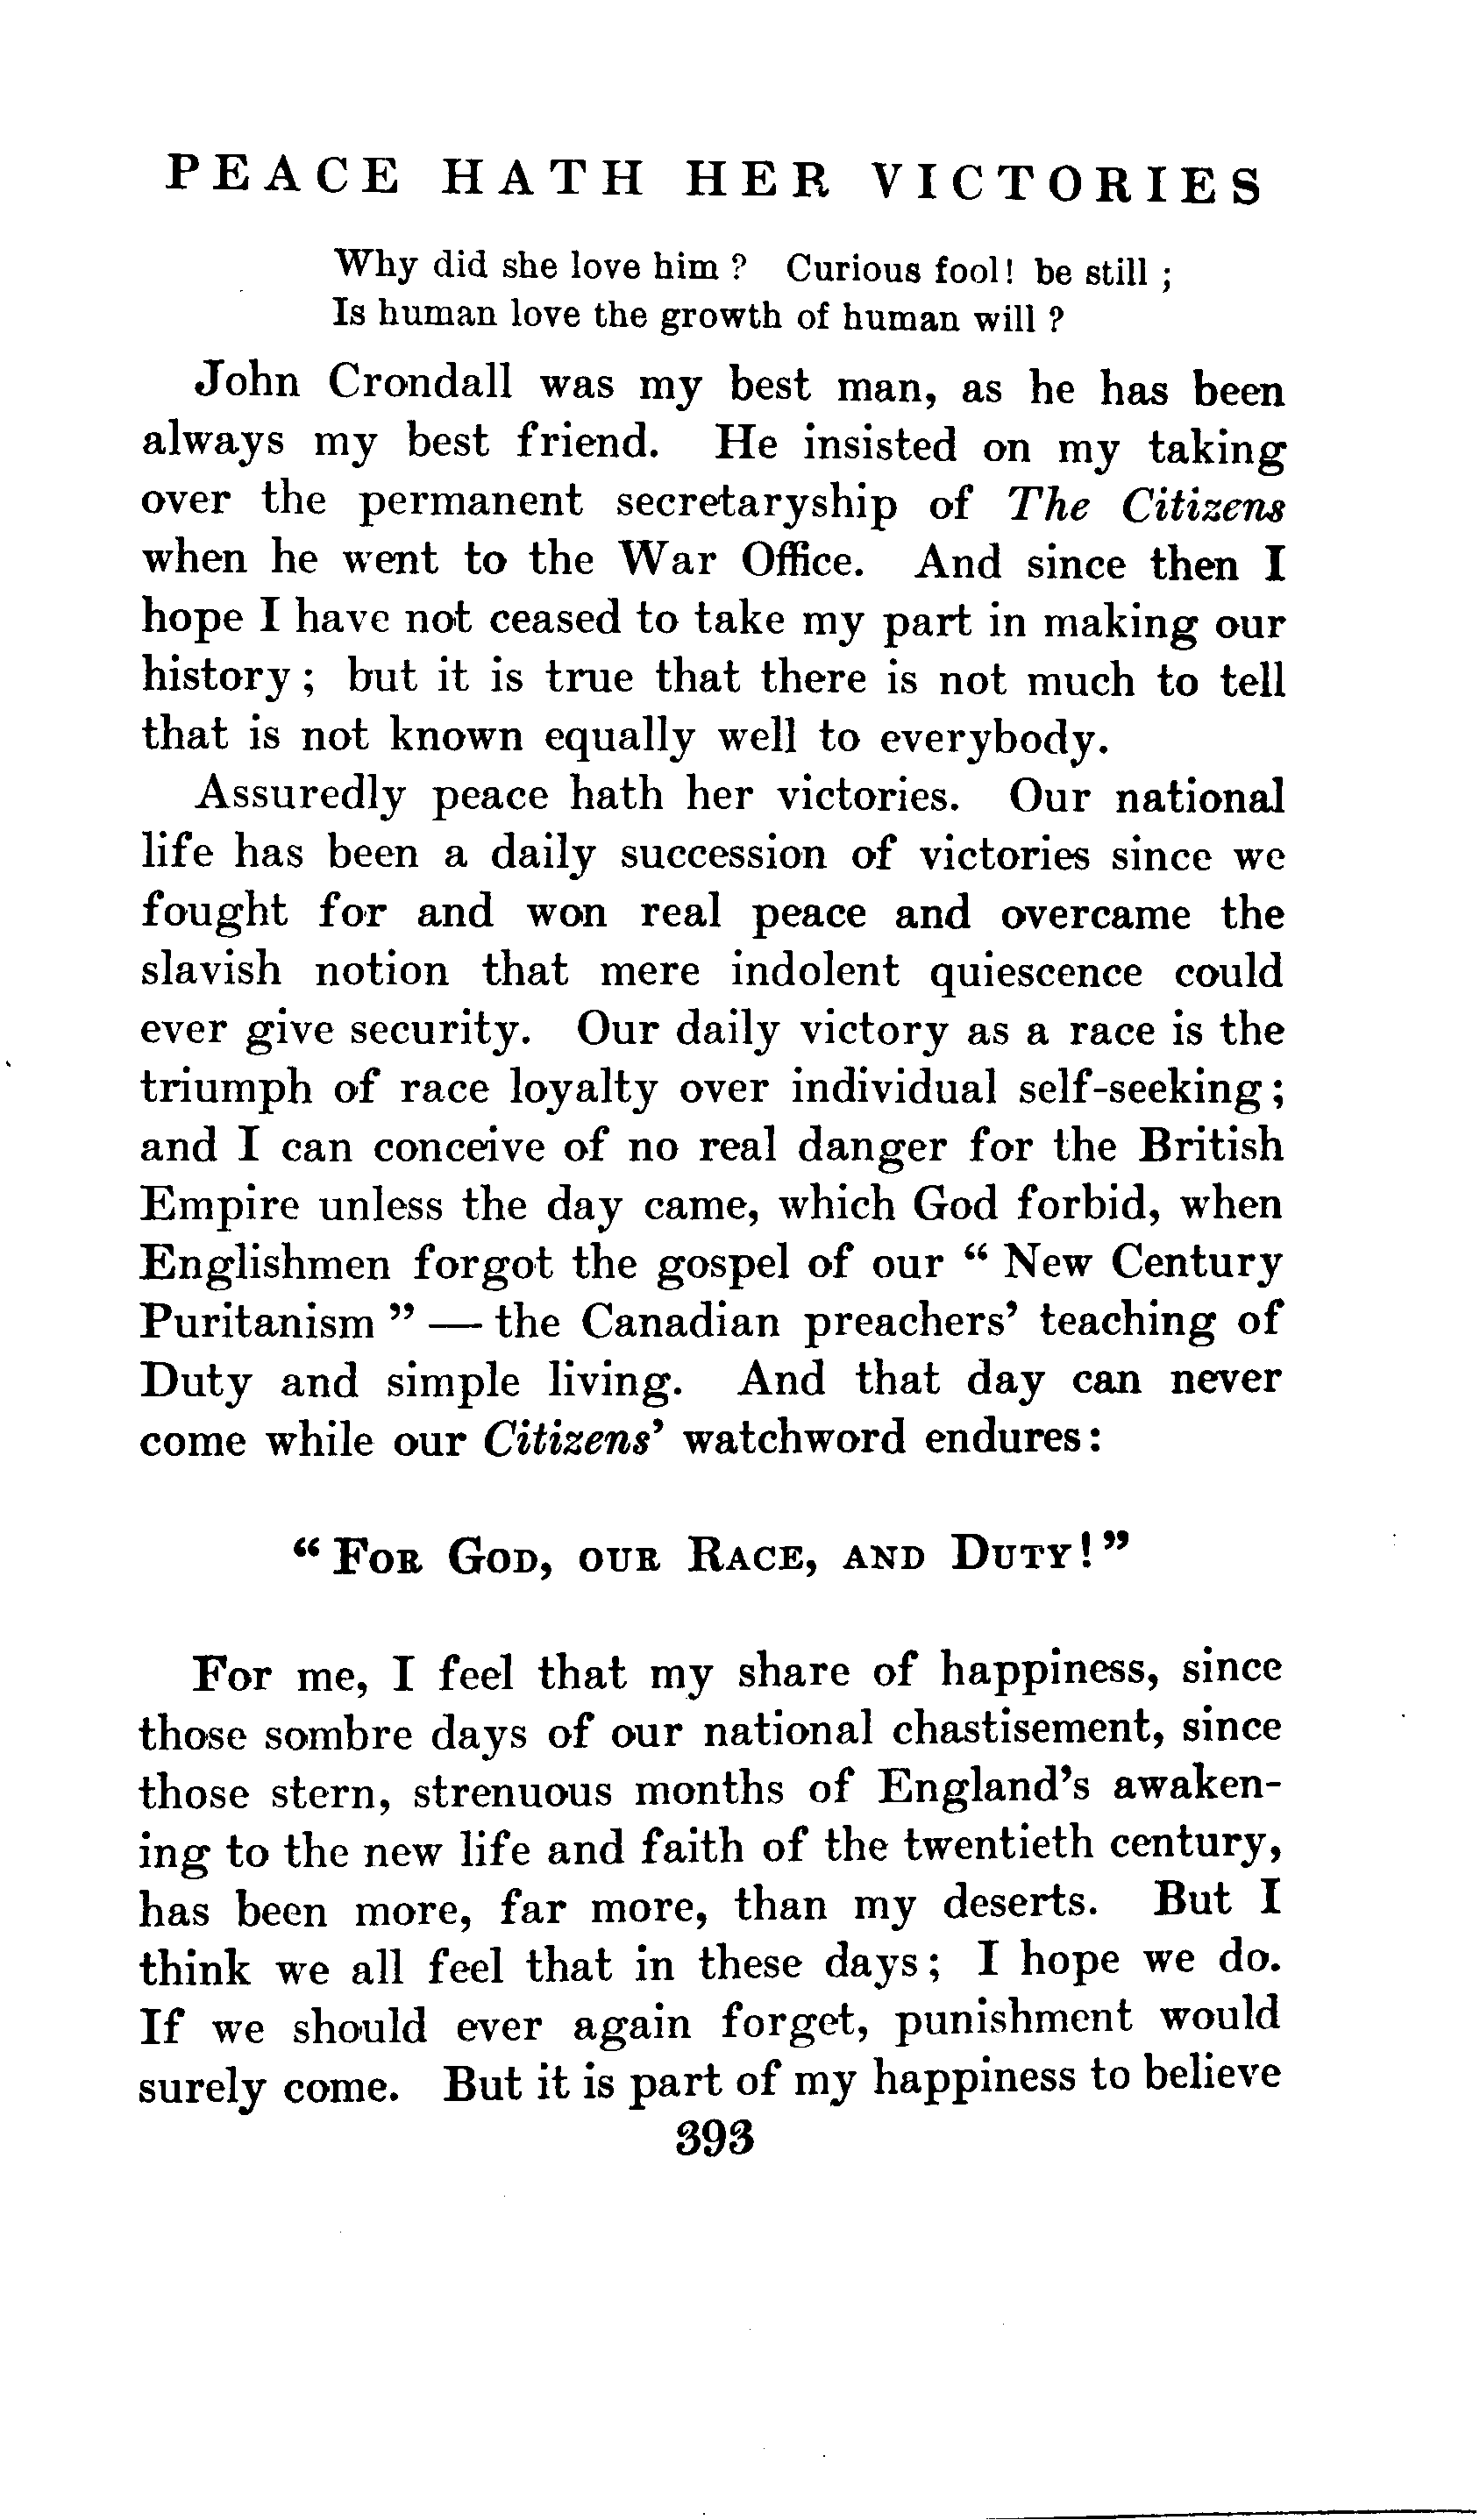 PEACE HATH HER VICTORIES
Why did she love him ? Curious fool! be still ;
Is human love the growth of human will ?
John Crondall was my best man, as he has been
always my best friend. He insisted on my taking
over the permanent secretaryship of The Citizens
when he went to the War Office. And since then I
hope I have not ceased to take my part in making our
history ; but it is true that there is not much to tell
that is not known equally well to everybody.
Assuredly peace hath her victories. Our national
life has been a daily succession of victories since we
fought for and won real peace and overcame the
slavish notion that mere indolent quiescence could
ever give security. Our daily victory as a race is the
triumph of race loyalty over individual self-seeking ;
and I can conceive of no real danger for the British
Empire unless the day came, which God forbid, when
Englishmen forgot the gospel of our “ New Century
Puritanism ” — the Canadian preachers’ teaching of
Duty and simple living. And that day can never
come while our Citizens’ watchword endures :
“ For God, our Race, and Duty ! ”
For me, I feel that my share of happiness, since
those sombre days of our national chastisement, since
those stern, strenuous months of England’s awaken-
ing to the new life and faith of the twentieth century,
has been more, far more, than my deserts. But I
think we all feel that in these days ; I hope we do.
If we should ever again forget, punishment would
surely come. But it is part of my happiness to believe
393